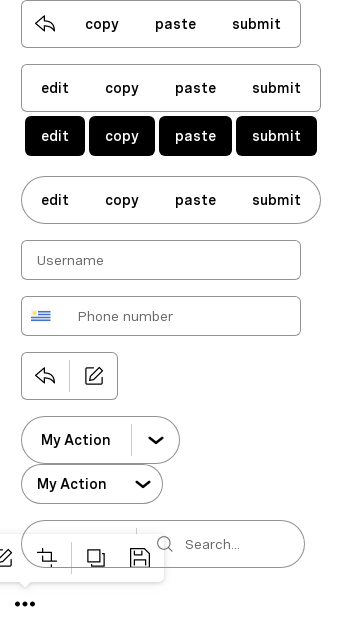 copy paste submit
edit copy paste submit
edit copy paste submit
edit copy paste submit
Username
Phone number
My Action
My Action
Search...